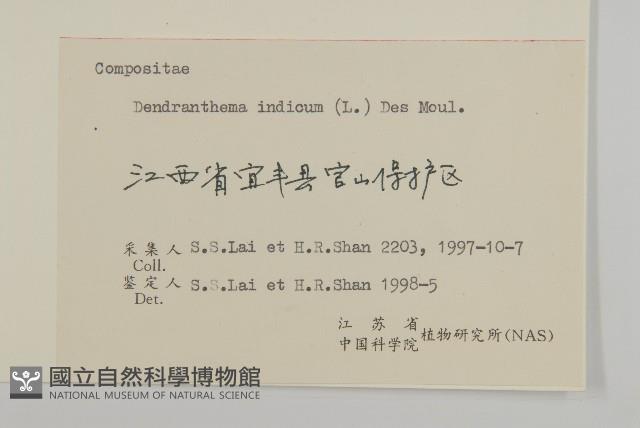 Compositae
Dendranthema indicum (L.) Des Moul.
江西省宜丰县官山保护区
采集人 S.S.Lai et H.R.Shan 2203, 1997-10-7
Coll.
鉴定人 S.S.Lai et H.R.Shan 1998-5
Det.
江苏省
中国科学院 植物研究所(NAS)
國立自然科學博物館
NATIONAL MUSEUM OF NATURAL SCIENCE